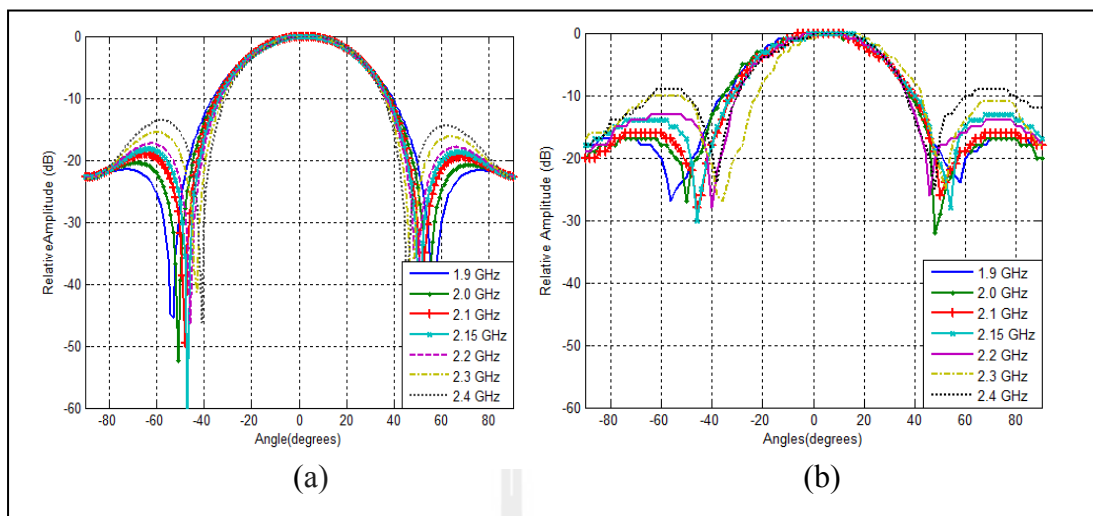 0
-10
-20
-30
-40
-50
-60
RelativeAmplitude (dB)
-80 -60 -40 -20 0 20 40 60 80
Angle(degrees)
1.9 GHz
2.0 GHz
2.1 GHz
2.15 GHz
2.2 GHz
2.3 GHz
2.4 GHz
(a)
0
-10
-20
-30
-40
-50
-60
Relative Amplitude (dB)
-80 -60 -40 -20 0 20 40 60 80
Angles(degrees)
1.9 GHz
2.0 GHz
2.1 GHz
2.15 GHz
2.2 GHz
2.3 GHz
2.4 GHz
(b)